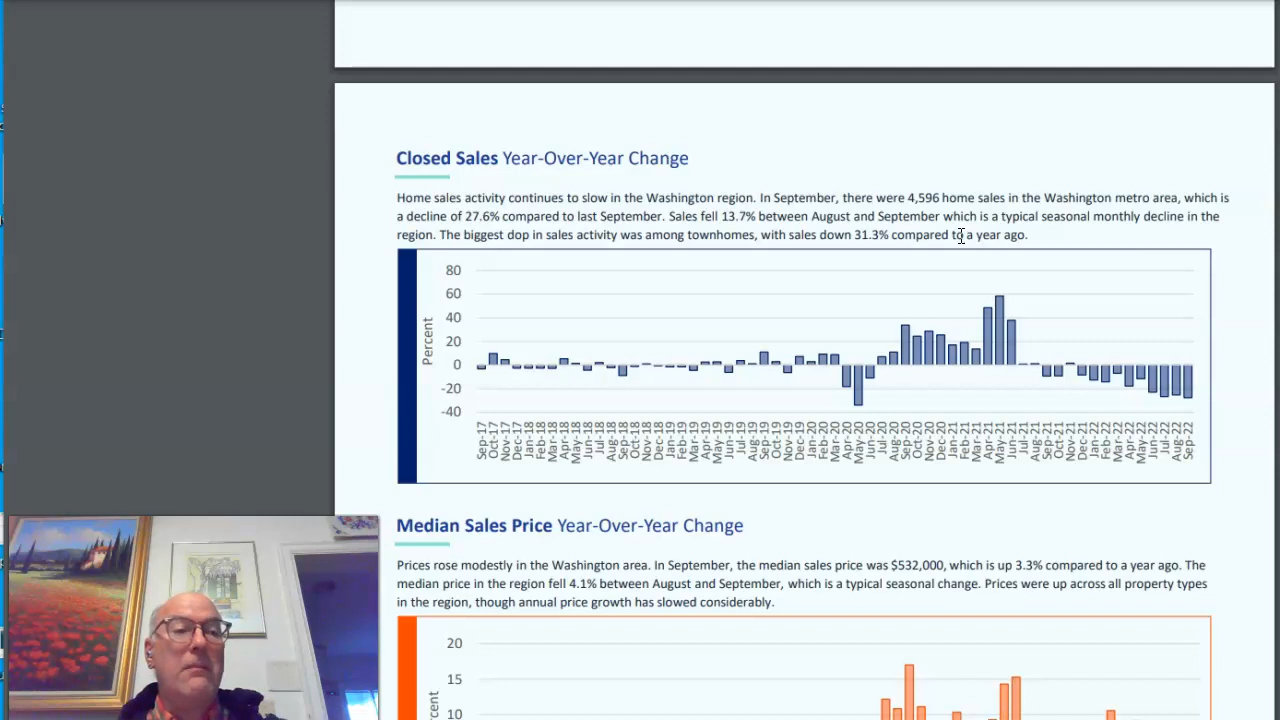 Closed Sales Year-Over-Year Change
Home sales activity continues to slow in the Washington region. In September, there were 4,596 home sales in the Washington metro area, which is
a decline of 27.6% compared to last September. Sales fell 13.7% between August and September which is a typical seasonal monthly decline in the
region. The biggest dop in sales activity was among townhomes, with sales down 31.3% compared to a year ago.
80
60
40
20
0
-20
-40
Percent
Sep-17 Oct-17 Nov-17 Dec-17 Jan-18 Feb-18 Mar-18 Apr-18 May-18 Jun-18 Jul-18 Aug-18 Sep-18 Oct-18 Nov-18 Dec-18 Jan-19 Feb-19 Mar-19 Apr-19 May-19 Jun-19 Jul-19 Aug-19 Sep-19 Oct-19 Nov-19 Dec-19 Jan-20 Feb-20 Mar-20 Apr-20 May-20 Jun-20 Jul-20 Aug-20 Sep-20 Oct-20 Nov-20 Dec-20 Jan-21 Feb-21 Mar-21 Apr-21 May-21 Jun-21 Jul-21 Aug-21 Sep-21 Oct-21 Nov-21 Dec-21 Jan-22 Feb-22 Mar-22 Apr-22 May-22 Jun-22 Jul-22 Aug-22 Sep-22
Median Sales Price Year-Over-Year Change
Prices rose modestly in the Washington area. In September, the median sales price was $532,000, which is up 3.3% compared to a year ago. The
median price in the region fell 4.1% between August and September, which is a typical seasonal change. Prices were up across all property types
in the region, though annual price growth has slowed considerably.
20
15
10